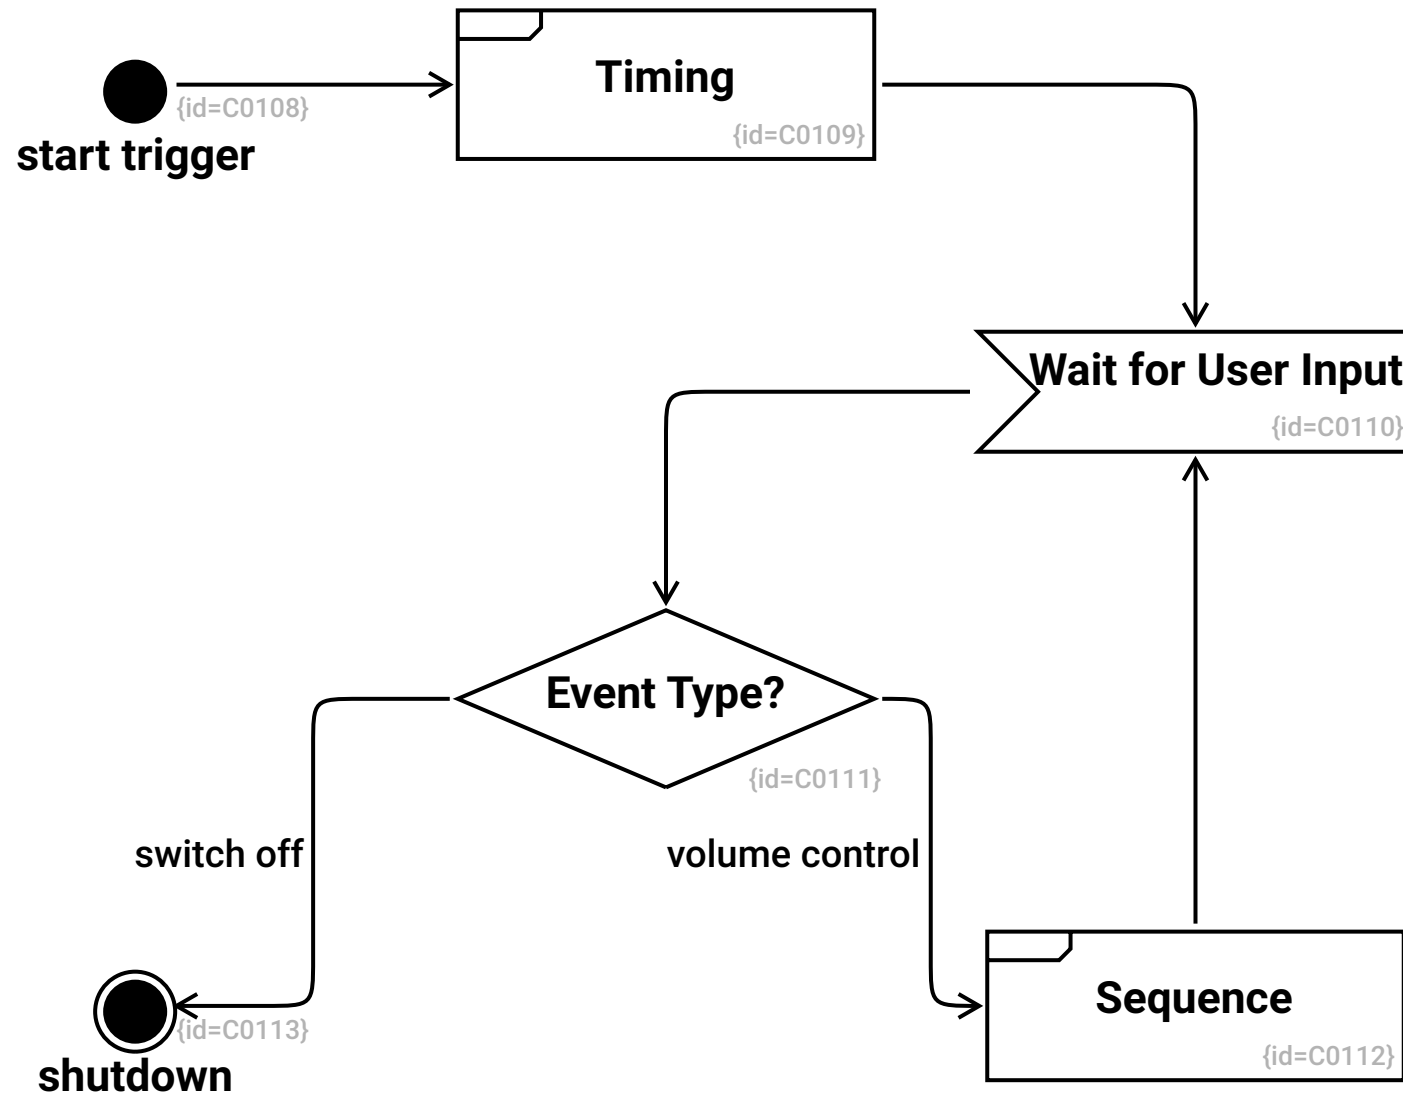 Timing
{id=C0108}
{id=C0109}
start trigger
Wait for User Input
{id=C0110}
Event Type?
{id=C0111}
switch off
volume control
Sequence
{id=C0113}
{id=C0112}
shutdown